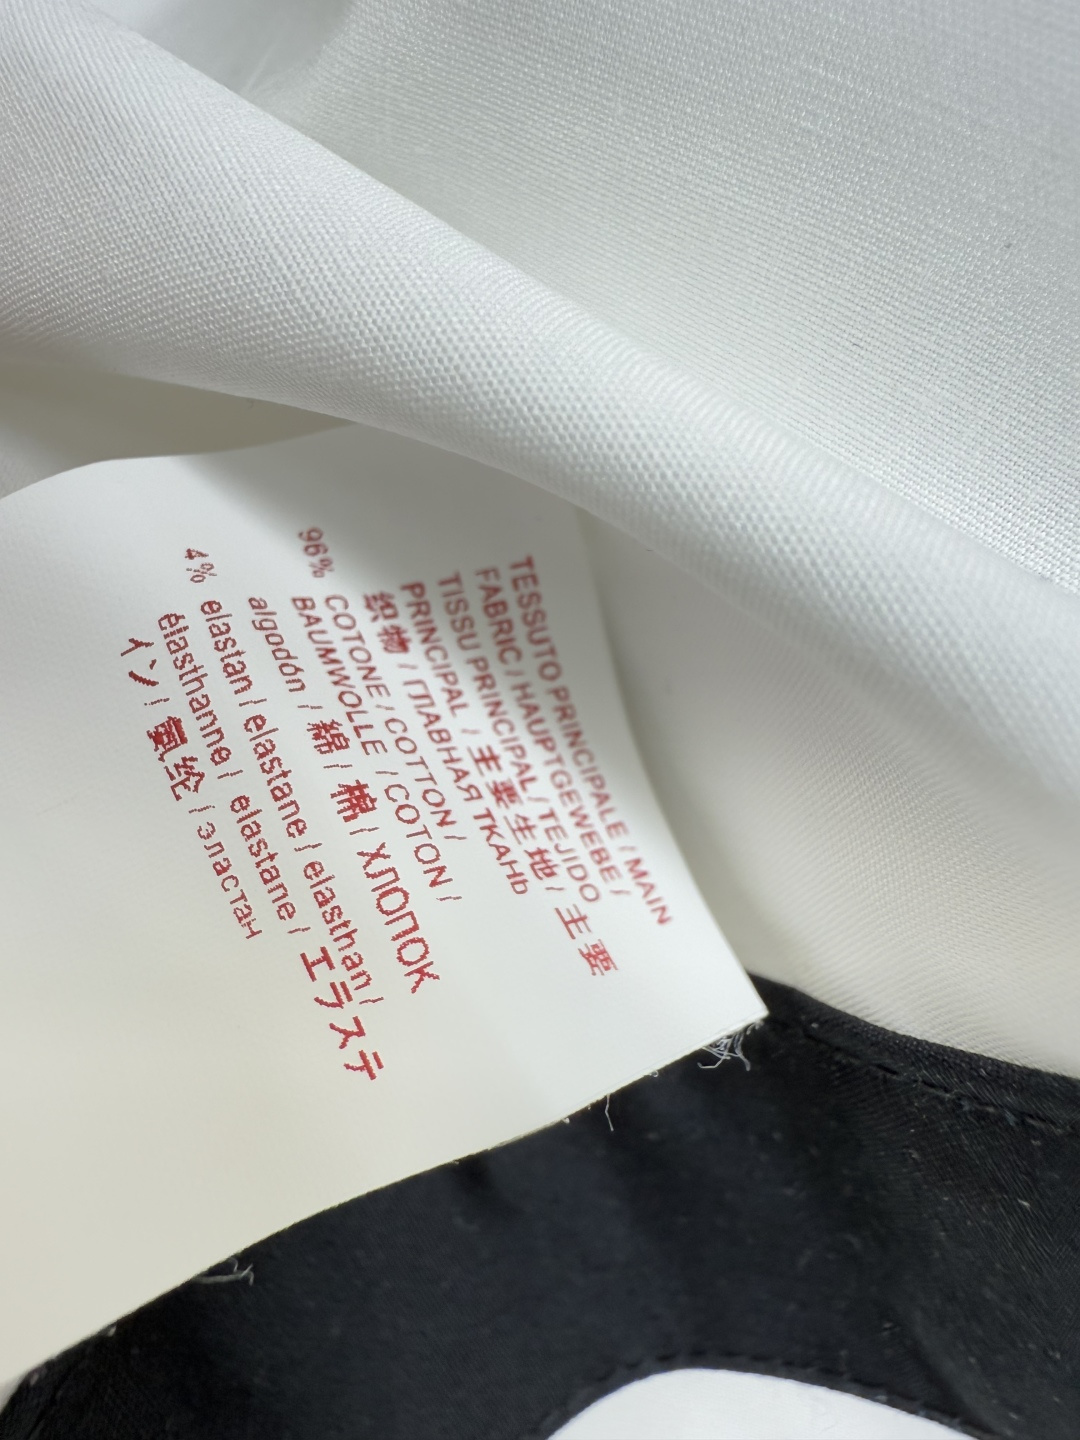 TESSUTO PRINCIPALE / MAIN
FABRIC / HAUPTGEWEBE /
TISSU PRINCIPAL / TEJIDO
PRINCIPAL / 主要生地 / 主要
织物 / ГЛАВНАЯ ТКАНЬ
96% COTONE / COTTON /
BAUMWOLLE / COTON /
algodón / 綿 / 棉 / хлопок
4% elastan / elastane / elasthan /
élasthanne / elastane / エラステ
イン / 氨纶 / эластан